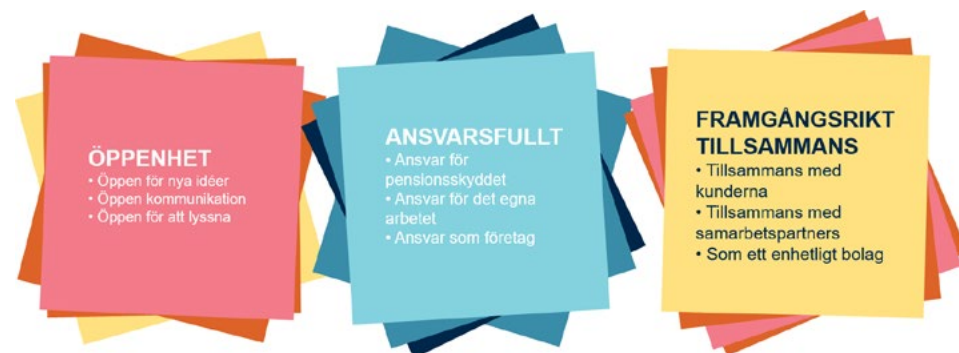 ÖPPENHET
• Öppen för nya idéer
• Öppen kommunikation
• Öppen för att lyssna
ANSVARSFULLT
• Ansvar för
pensionsskyddet
• Ansvar för det egna
arbetet
• Ansvar som företag
FRAMGÅNGSRIKT
TILLSAMMANS
• Tillsammans med
kunderna
• Tillsammans med
samarbetspartners
• Som ett enhetligt bolag